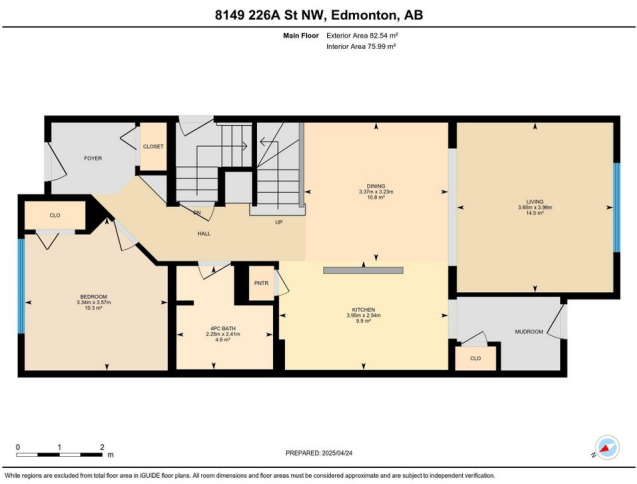 8149 226A St NW, Edmonton, AB
Main Floor Exterior Area 82.54 m²
Interior Area 75.99 m²
FOYER
CLOSET
DINING
3.37m x 3.23m
10.8 m²
LIVING
3.65m x 3.96m
14.5 m²
CLO
DN
UP
HALL
BEDROOM
3.34m x 3.57m
10.3 m²
PNTR
KITCHEN
3.95m x 2.54m
9.9 m²
4PC BATH
2.25m x 2.41m
4.6 m²
MUDROOM
CLO
0 1 2
m
PREPARED: 2025/04/24
N
White regions are excluded from total floor area in iGUIDE floor plans. All room dimensions and floor areas must be considered approximate and are subject to independent verification.